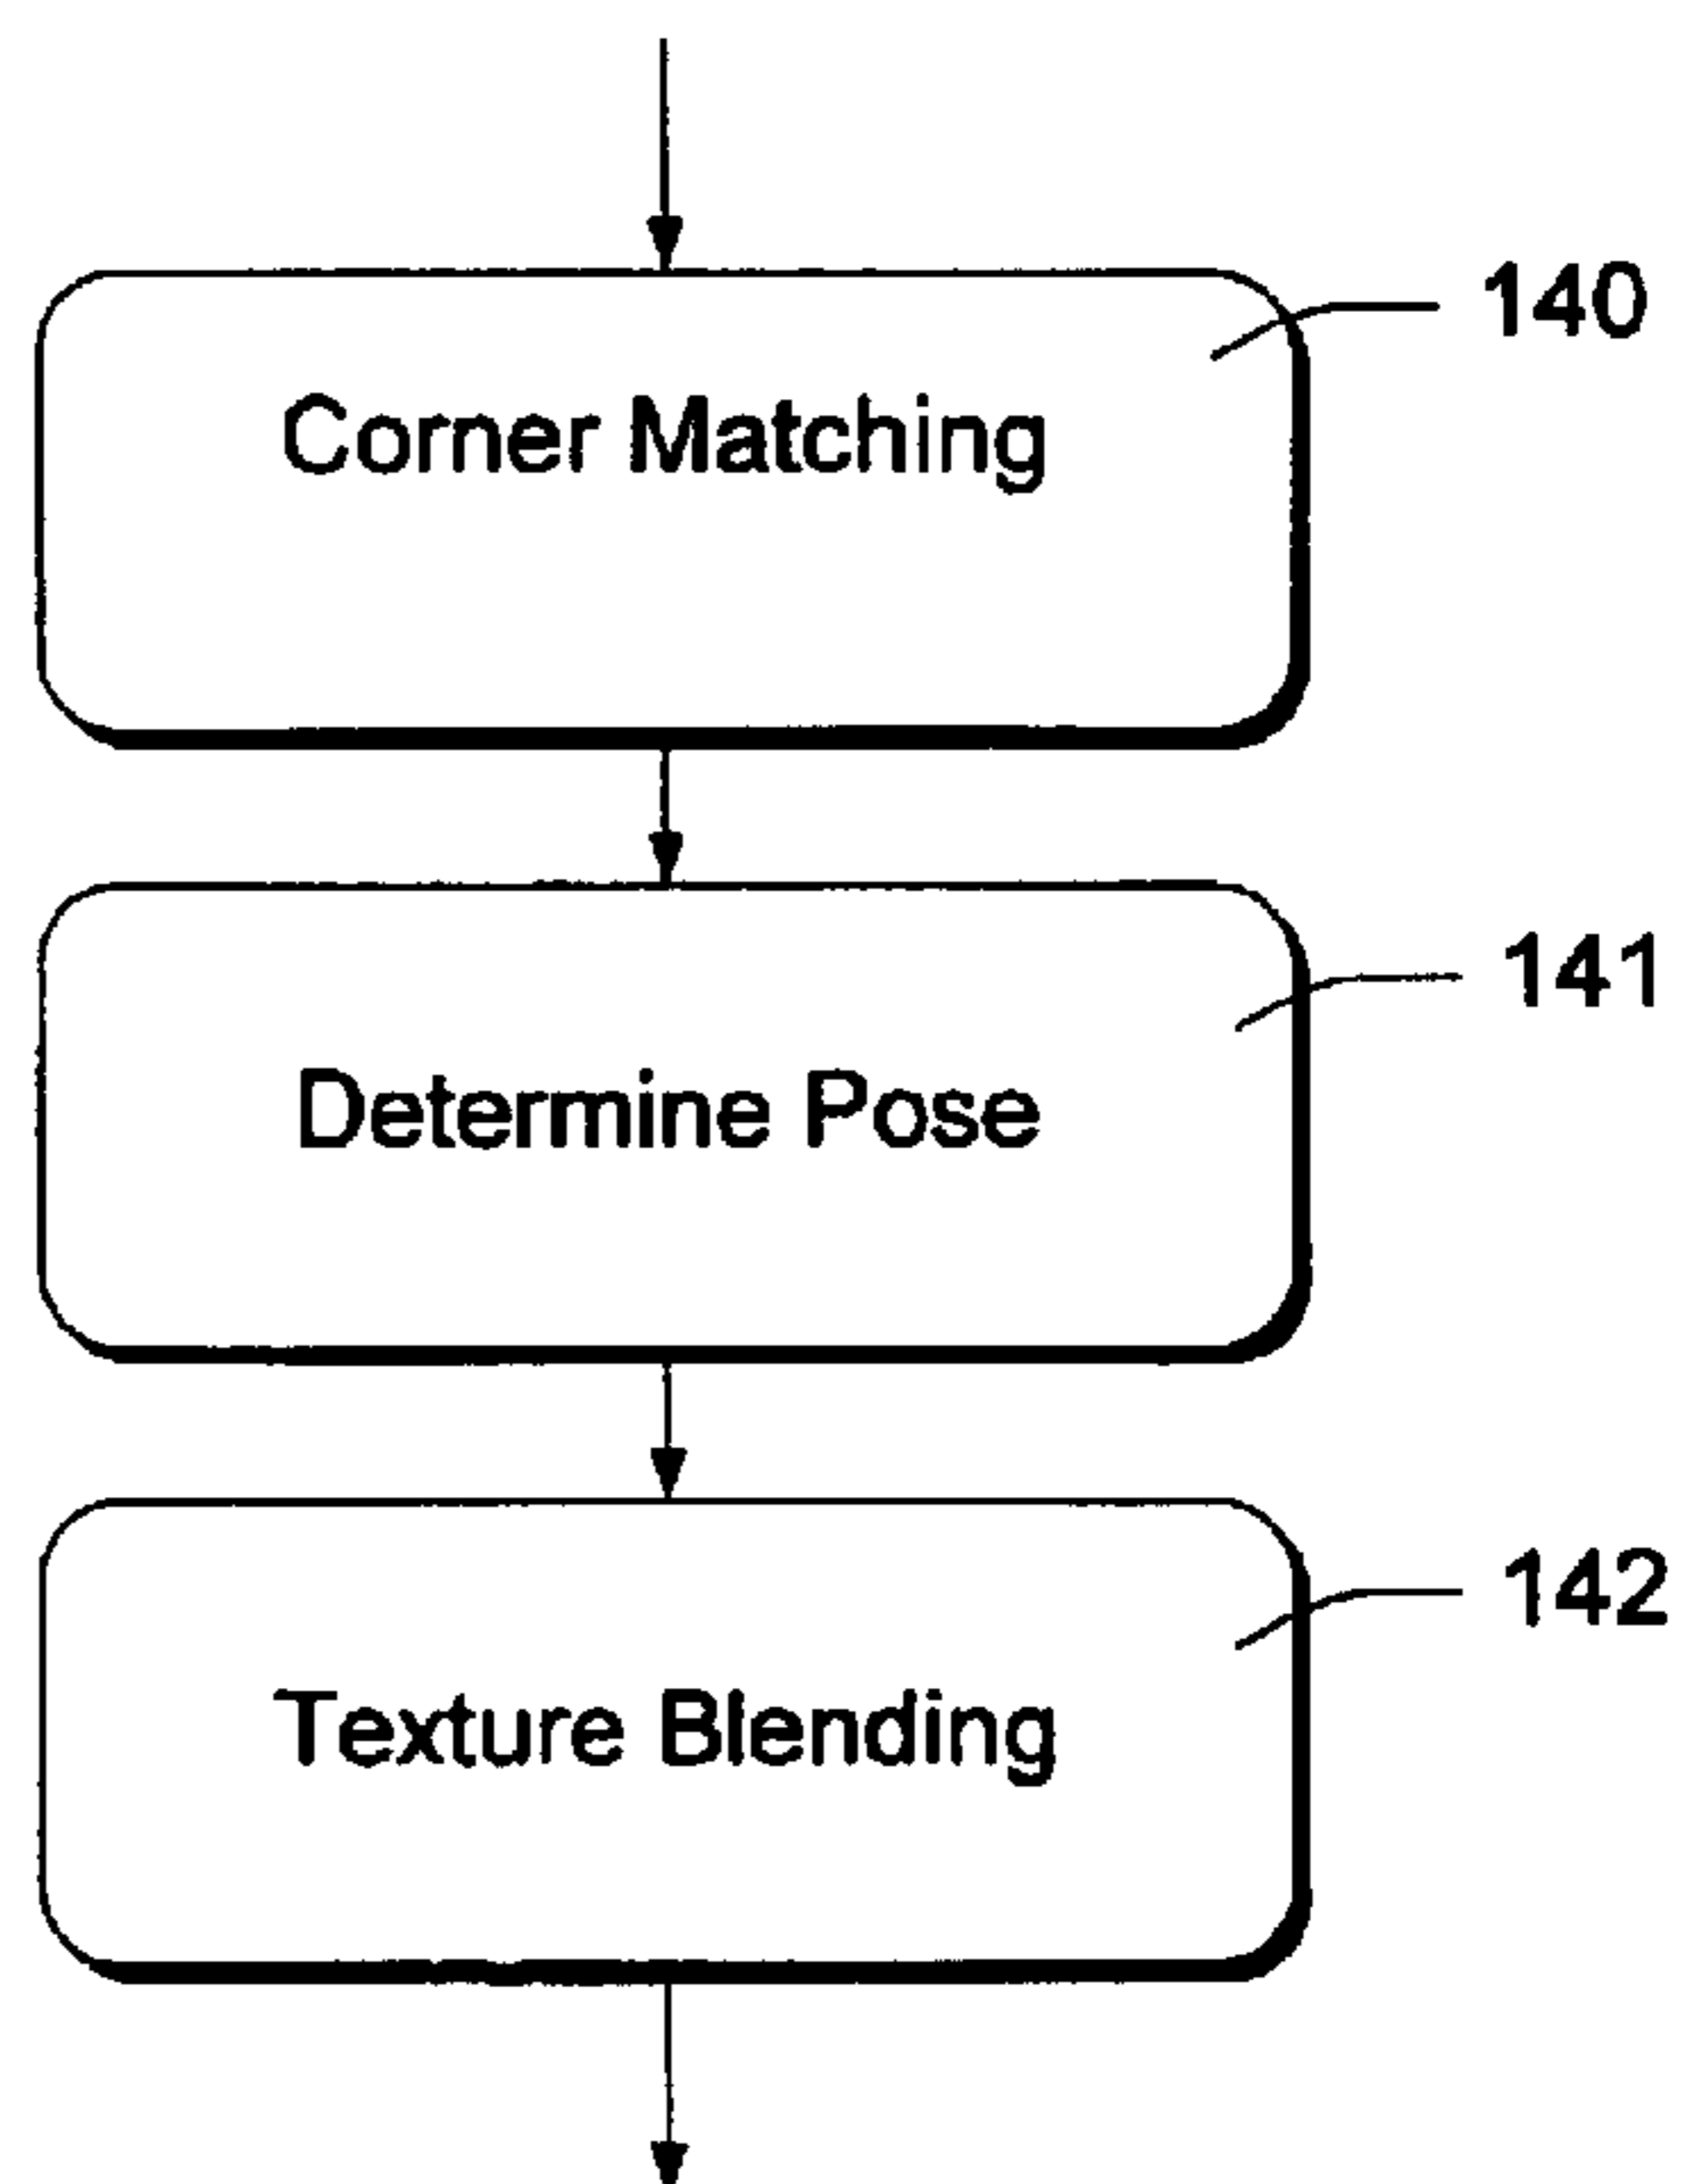 140
Corner Matching
141
Determine Pose
142
Texture Blending